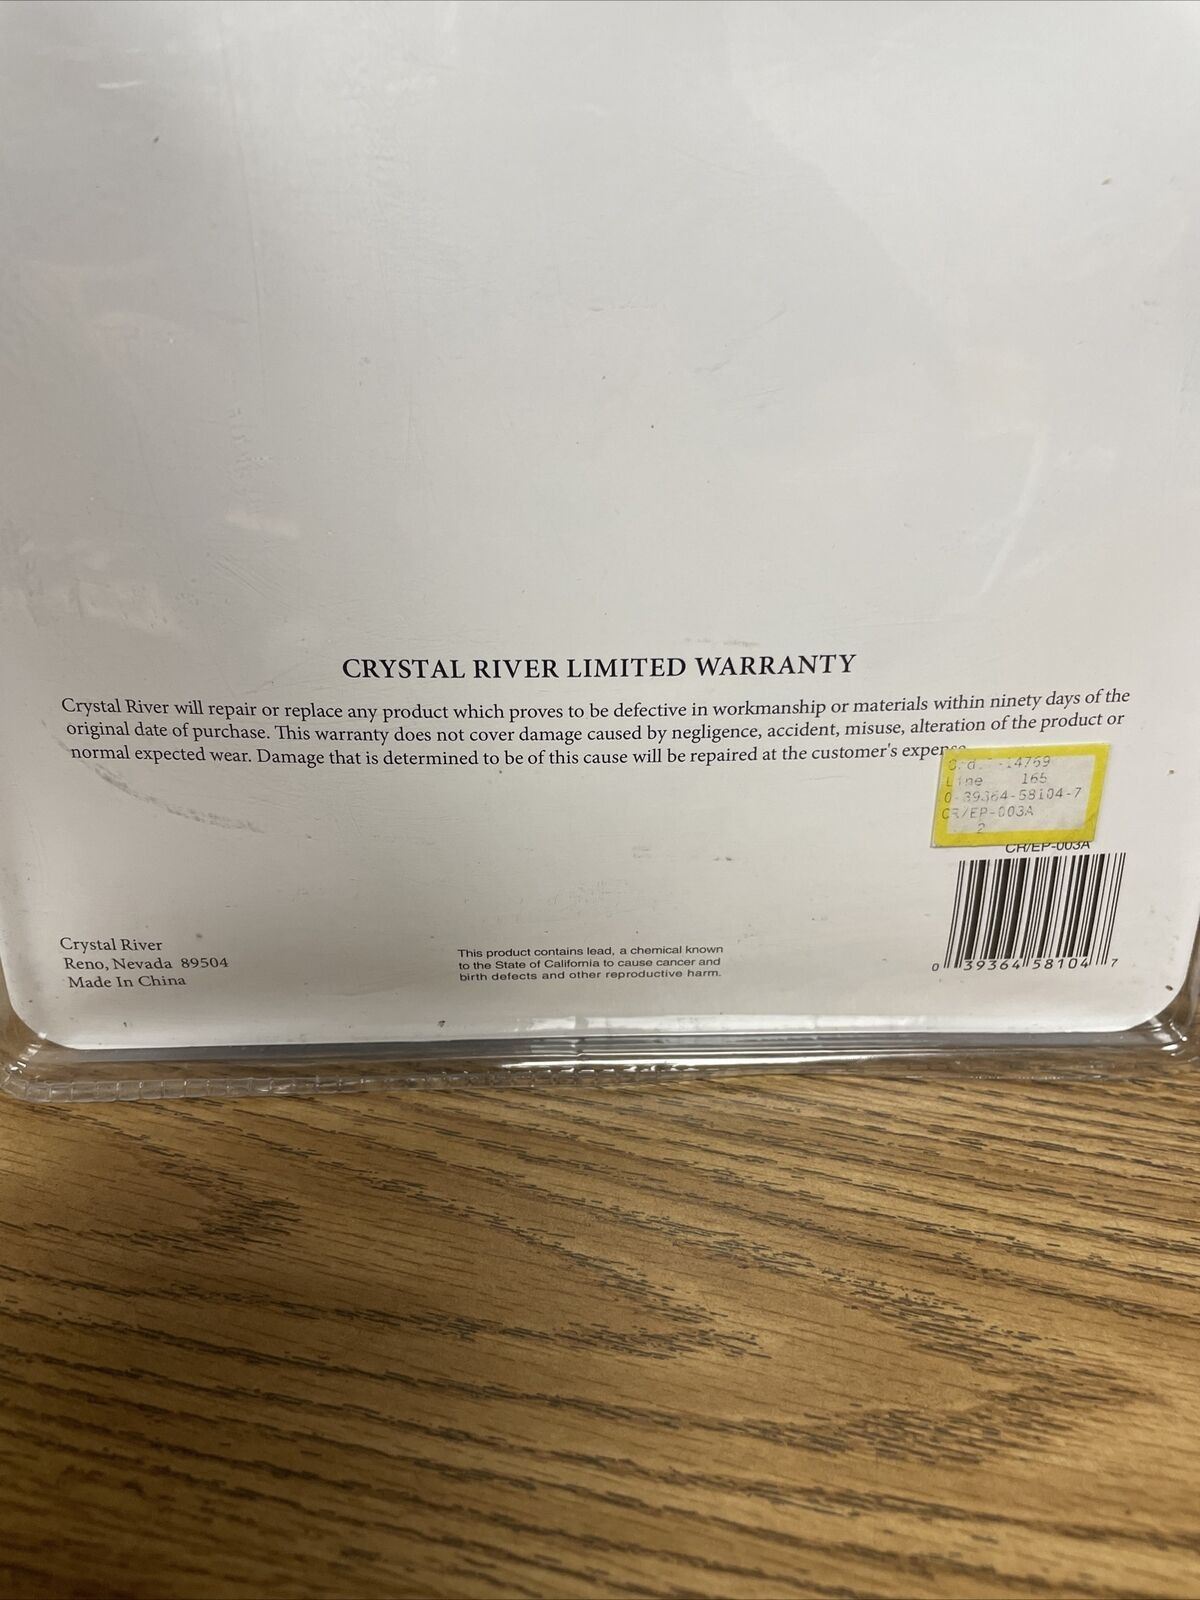 CRYSTAL RIVER LIMITED WARRANTY
Crystal River will repair or replace any product which proves to be defective in workmanship or materials within ninety days of the
original date of purchase. This warranty does not cover damage caused by negligence, accident, misuse, alteration of the product or
normal expected wear. Damage that is determined to be of this cause will be repaired at the customer's
14769
Line 165
0-39364-58104-7
CR/EP-003A
2
CR/EP-003A
0 39364 58104 7
Crystal River
Reno, Nevada 89504
Made In China
This product contains lead, a chemical known
to the State of California to cause cancer and
birth defects and other reproductive harm.